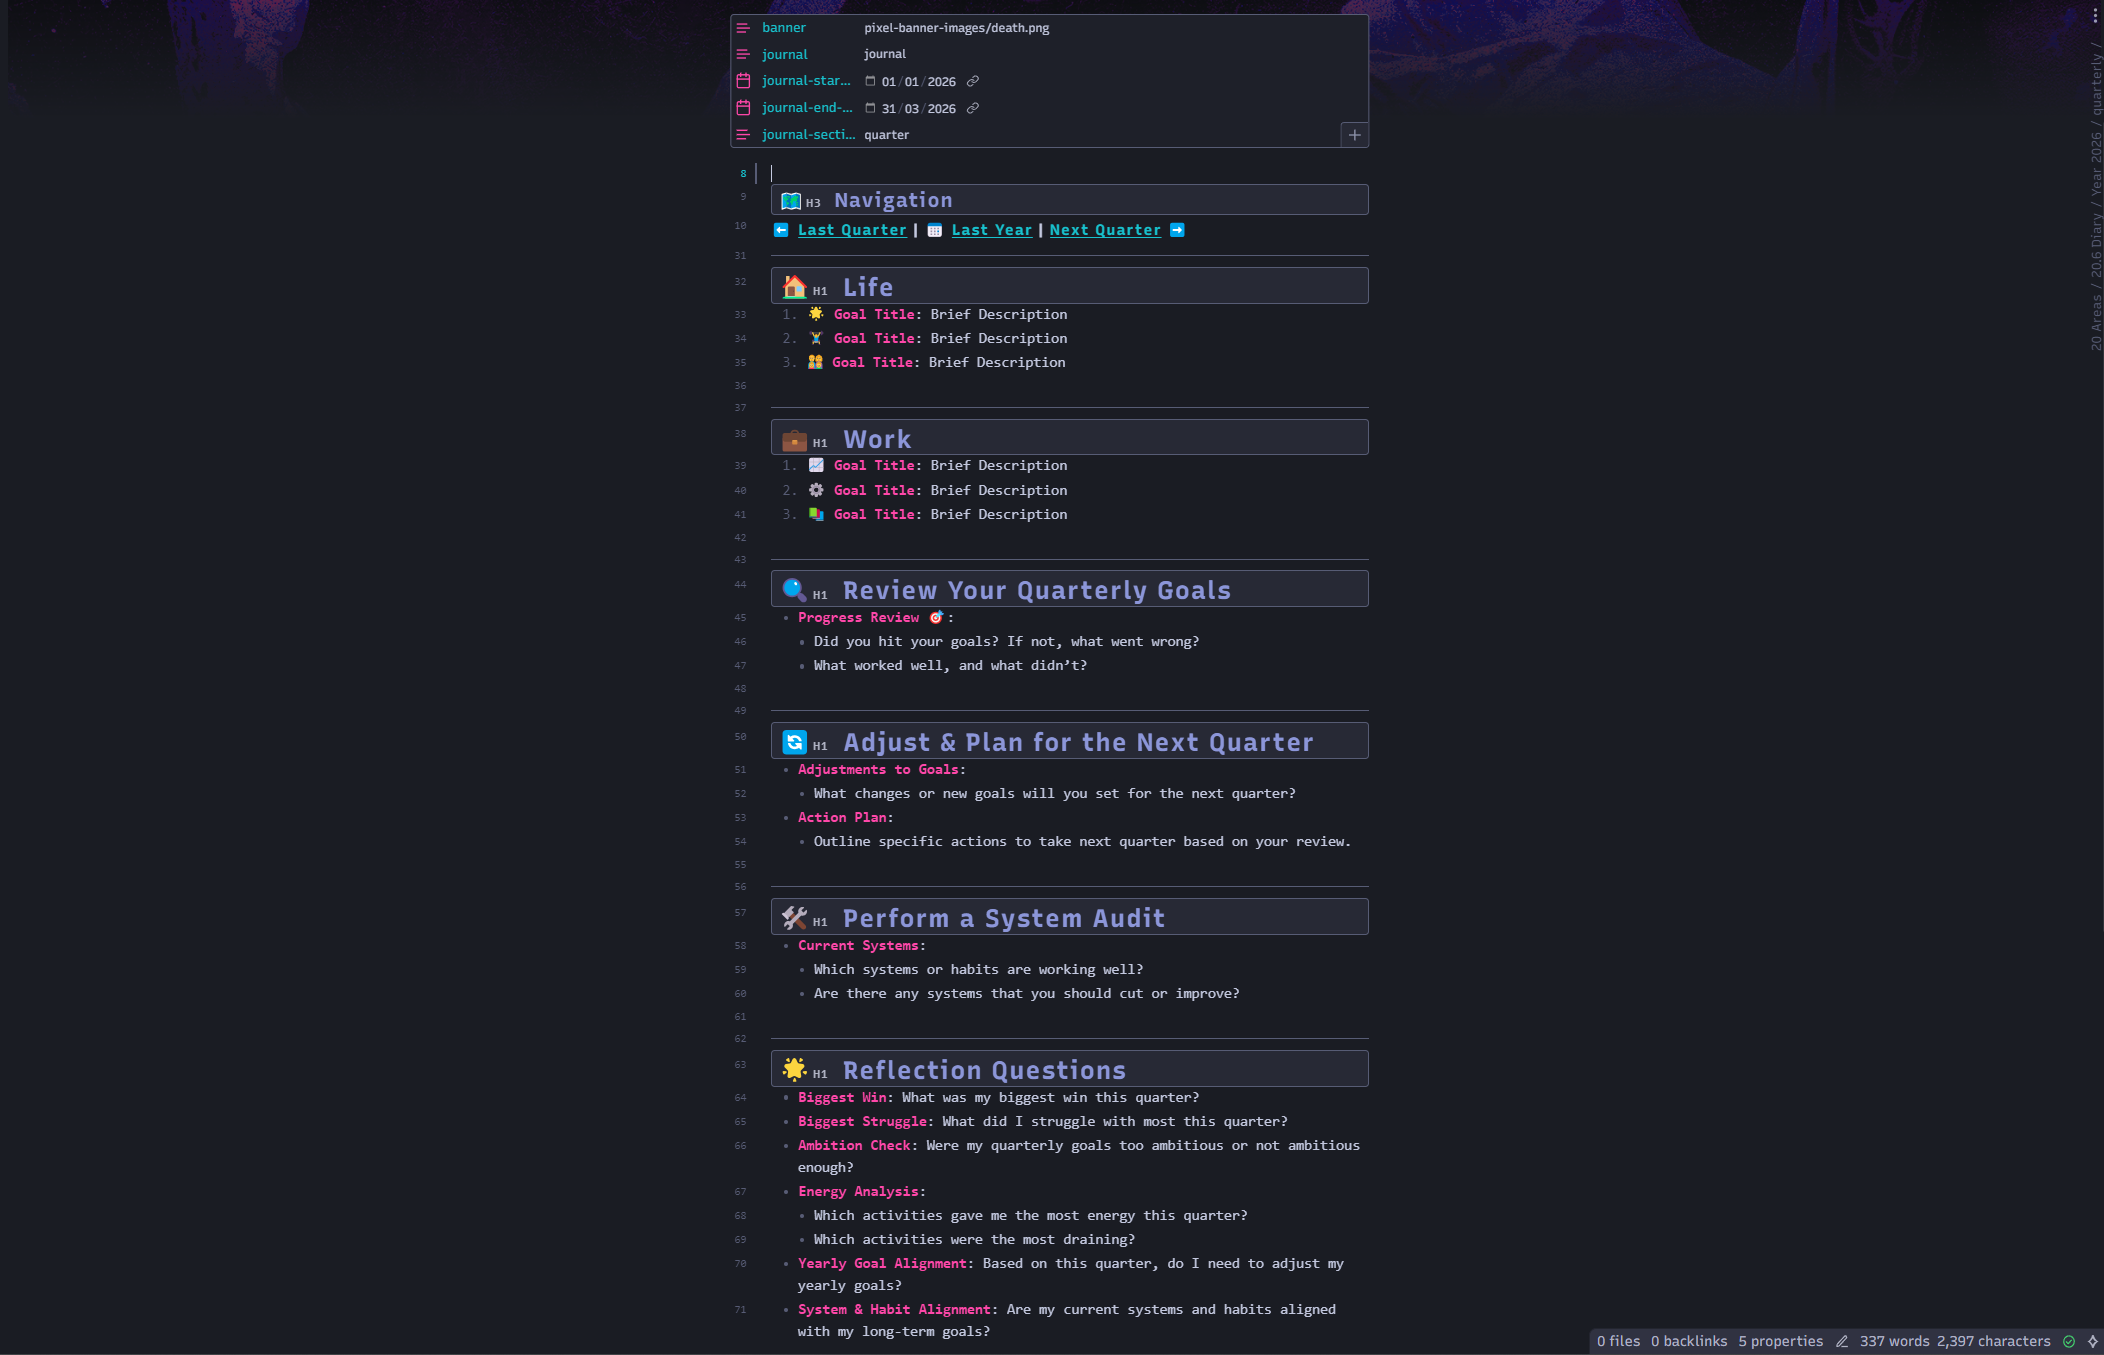 banner pixel-banner-images/death.png
journal journal
journal-star... 01/01/2026
journal-end-... 31/03/2026
journal-secti... quarter
8
9 H3 Navigation
10 Last Quarter | Last Year | Next Quarter
31
32 H1 Life
33 1. Goal Title: Brief Description
34 2. Goal Title: Brief Description
35 3. Goal Title: Brief Description
36
37
38 H1 Work
39 1. Goal Title: Brief Description
40 2. Goal Title: Brief Description
41 3. Goal Title: Brief Description
42
43
44 H1 Review Your Quarterly Goals
45 • Progress Review :
46 • Did you hit your goals? If not, what went wrong?
47 • What worked well, and what didn’t?
48
49
50 H1 Adjust & Plan for the Next Quarter
51 • Adjustments to Goals:
52 • What changes or new goals will you set for the next quarter?
53 • Action Plan:
54 • Outline specific actions to take next quarter based on your review.
55
56
57 H1 Perform a System Audit
58 • Current Systems:
59 • Which systems or habits are working well?
60 • Are there any systems that you should cut or improve?
61
62
63 H1 Reflection Questions
64 • Biggest Win: What was my biggest win this quarter?
65 • Biggest Struggle: What did I struggle with most this quarter?
66 • Ambition Check: Were my quarterly goals too ambitious or not ambitious
enough?
67 • Energy Analysis:
68 • Which activities gave me the most energy this quarter?
69 • Which activities were the most draining?
70 • Yearly Goal Alignment: Based on this quarter, do I need to adjust my
yearly goals?
71 • System & Habit Alignment: Are my current systems and habits aligned
with my long-term goals?
20 Areas / 20.6 Diary / Year 2026 / quarterly /
0 files 0 backlinks 5 properties 337 words 2,397 characters